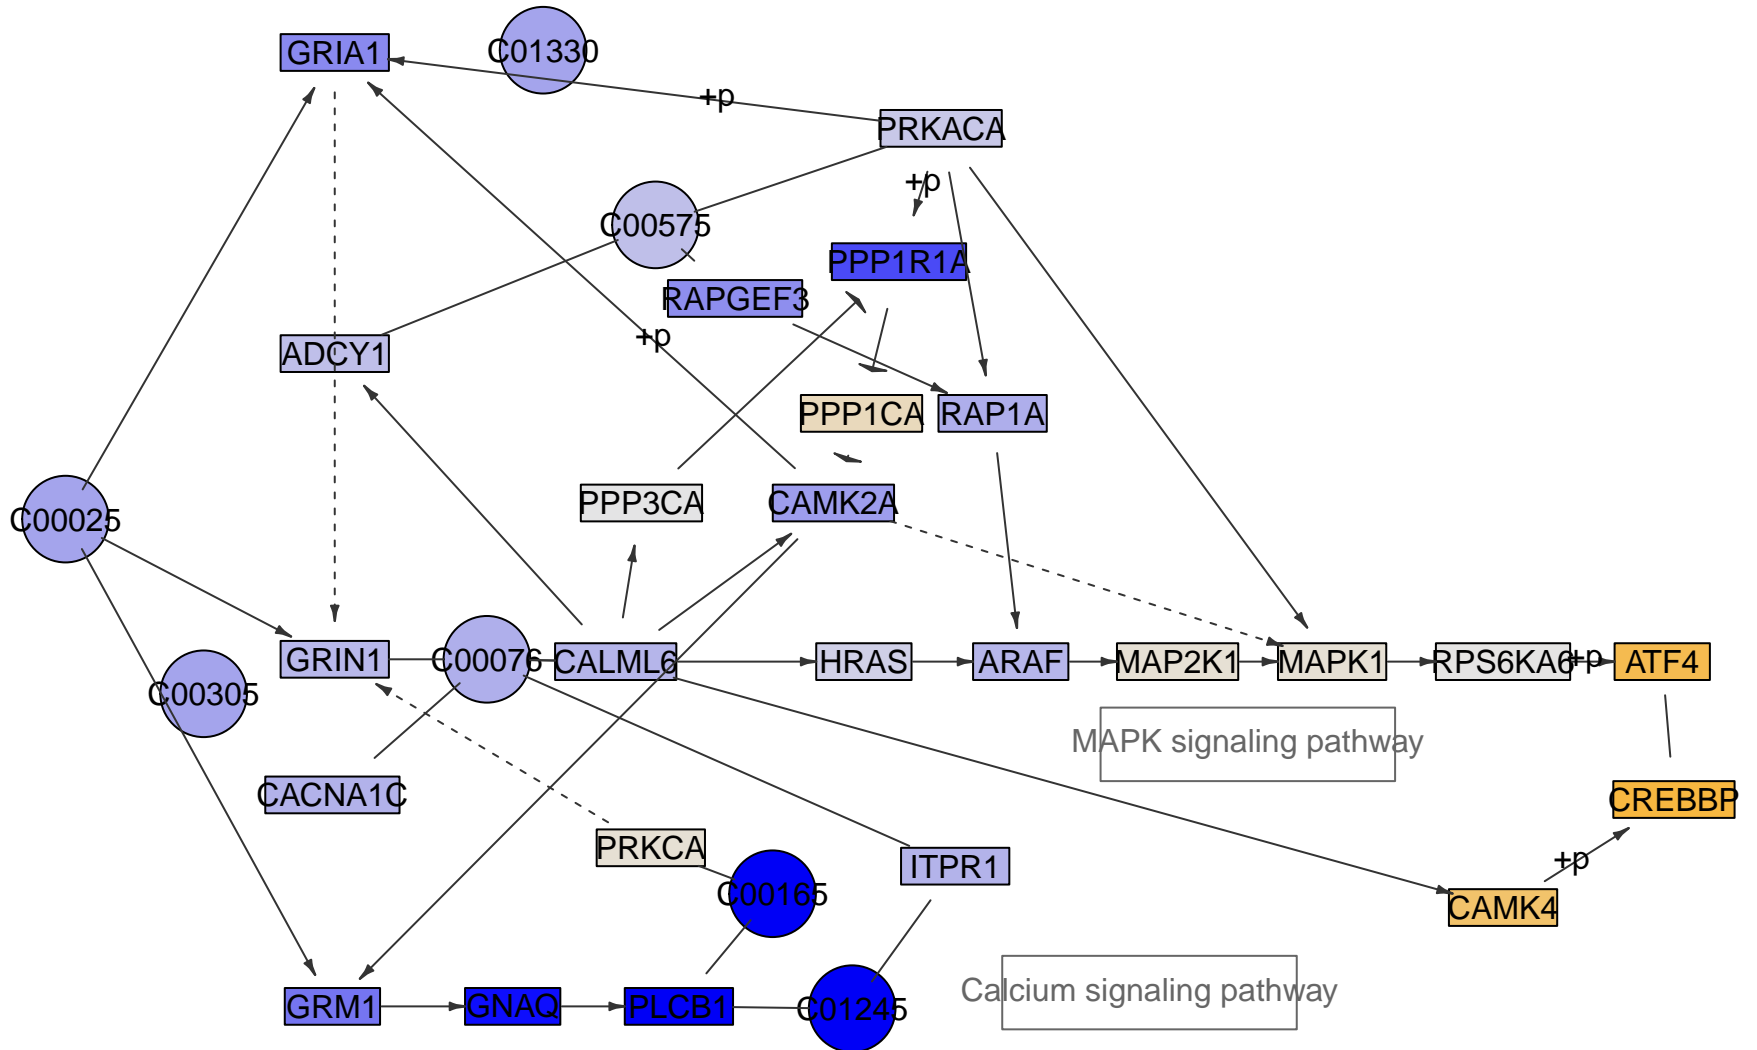 GRIA1
C01330
+p
PRKACA
+p
C00575
PPP1R1A
RAPGEF3
+p
ADCY1
PPP1CA
RAP1A
PPP3CA
CAMK2A
C00025
GRIN1
C00076
CALML6
HRAS
ARAF
MAP2K1
MAPK1
RPS6KA6
+p
ATF4
C00305
MAPK signaling pathway
CACNA1C
CREBBP
PRKCA
ITPR1
+p
C00165
CAMK4
Calcium signaling pathway
GRM1
GNAQ
PLCB1
C01245